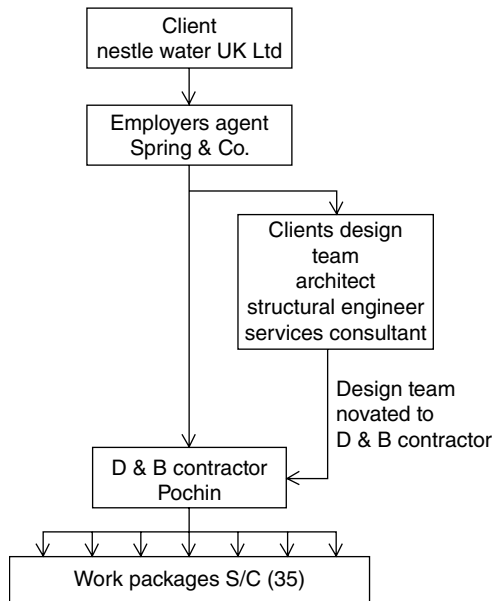 Client
nestle water UK Ltd
Employers agent
Spring & Co.
Clients design
team
architect
structural engineer
services consultant
Design team
novated to
D & B contractor
D & B contractor
Pochin
Work packages S/C (35)